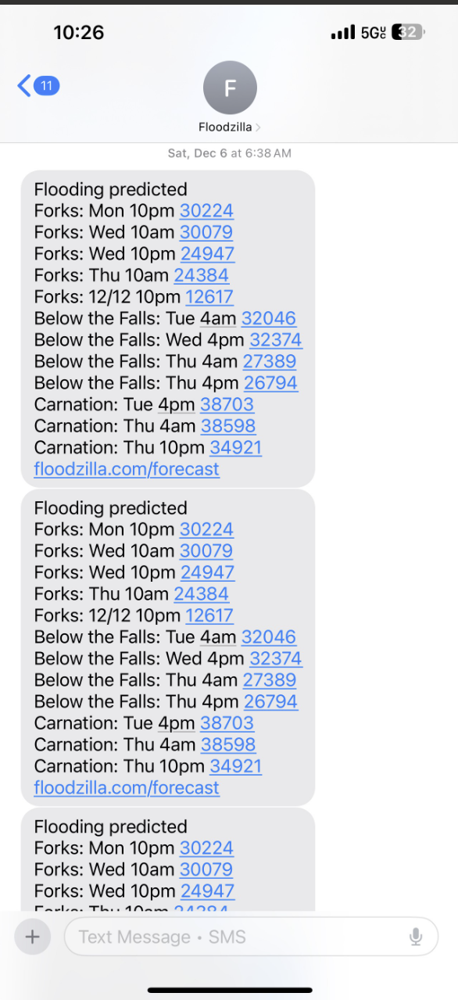 10:26
5G
32
11
F
Floodzilla
Sat, Dec 6 at 6:38 AM
Flooding predicted
Forks: Mon 10pm 30224
Forks: Wed 10am 30079
Forks: Wed 10pm 24947
Forks: Thu 10am 24384
Forks: 12/12 10pm 12617
Below the Falls: Tue 4am 32046
Below the Falls: Wed 4pm 32374
Below the Falls: Thu 4am 27389
Below the Falls: Thu 4pm 26794
Carnation: Tue 4pm 38703
Carnation: Thu 4am 38598
Carnation: Thu 10pm 34921
floodzilla.com/forecast
Flooding predicted
Forks: Mon 10pm 30224
Forks: Wed 10am 30079
Forks: Wed 10pm 24947
Forks: Thu 10am 24384
Forks: 12/12 10pm 12617
Below the Falls: Tue 4am 32046
Below the Falls: Wed 4pm 32374
Below the Falls: Thu 4am 27389
Below the Falls: Thu 4pm 26794
Carnation: Tue 4pm 38703
Carnation: Thu 4am 38598
Carnation: Thu 10pm 34921
floodzilla.com/forecast
Flooding predicted
Forks: Mon 10pm 30224
Forks: Wed 10am 30079
Forks: Wed 10pm 24947
Forks: Thu 10am 24384
Text Message • SMS